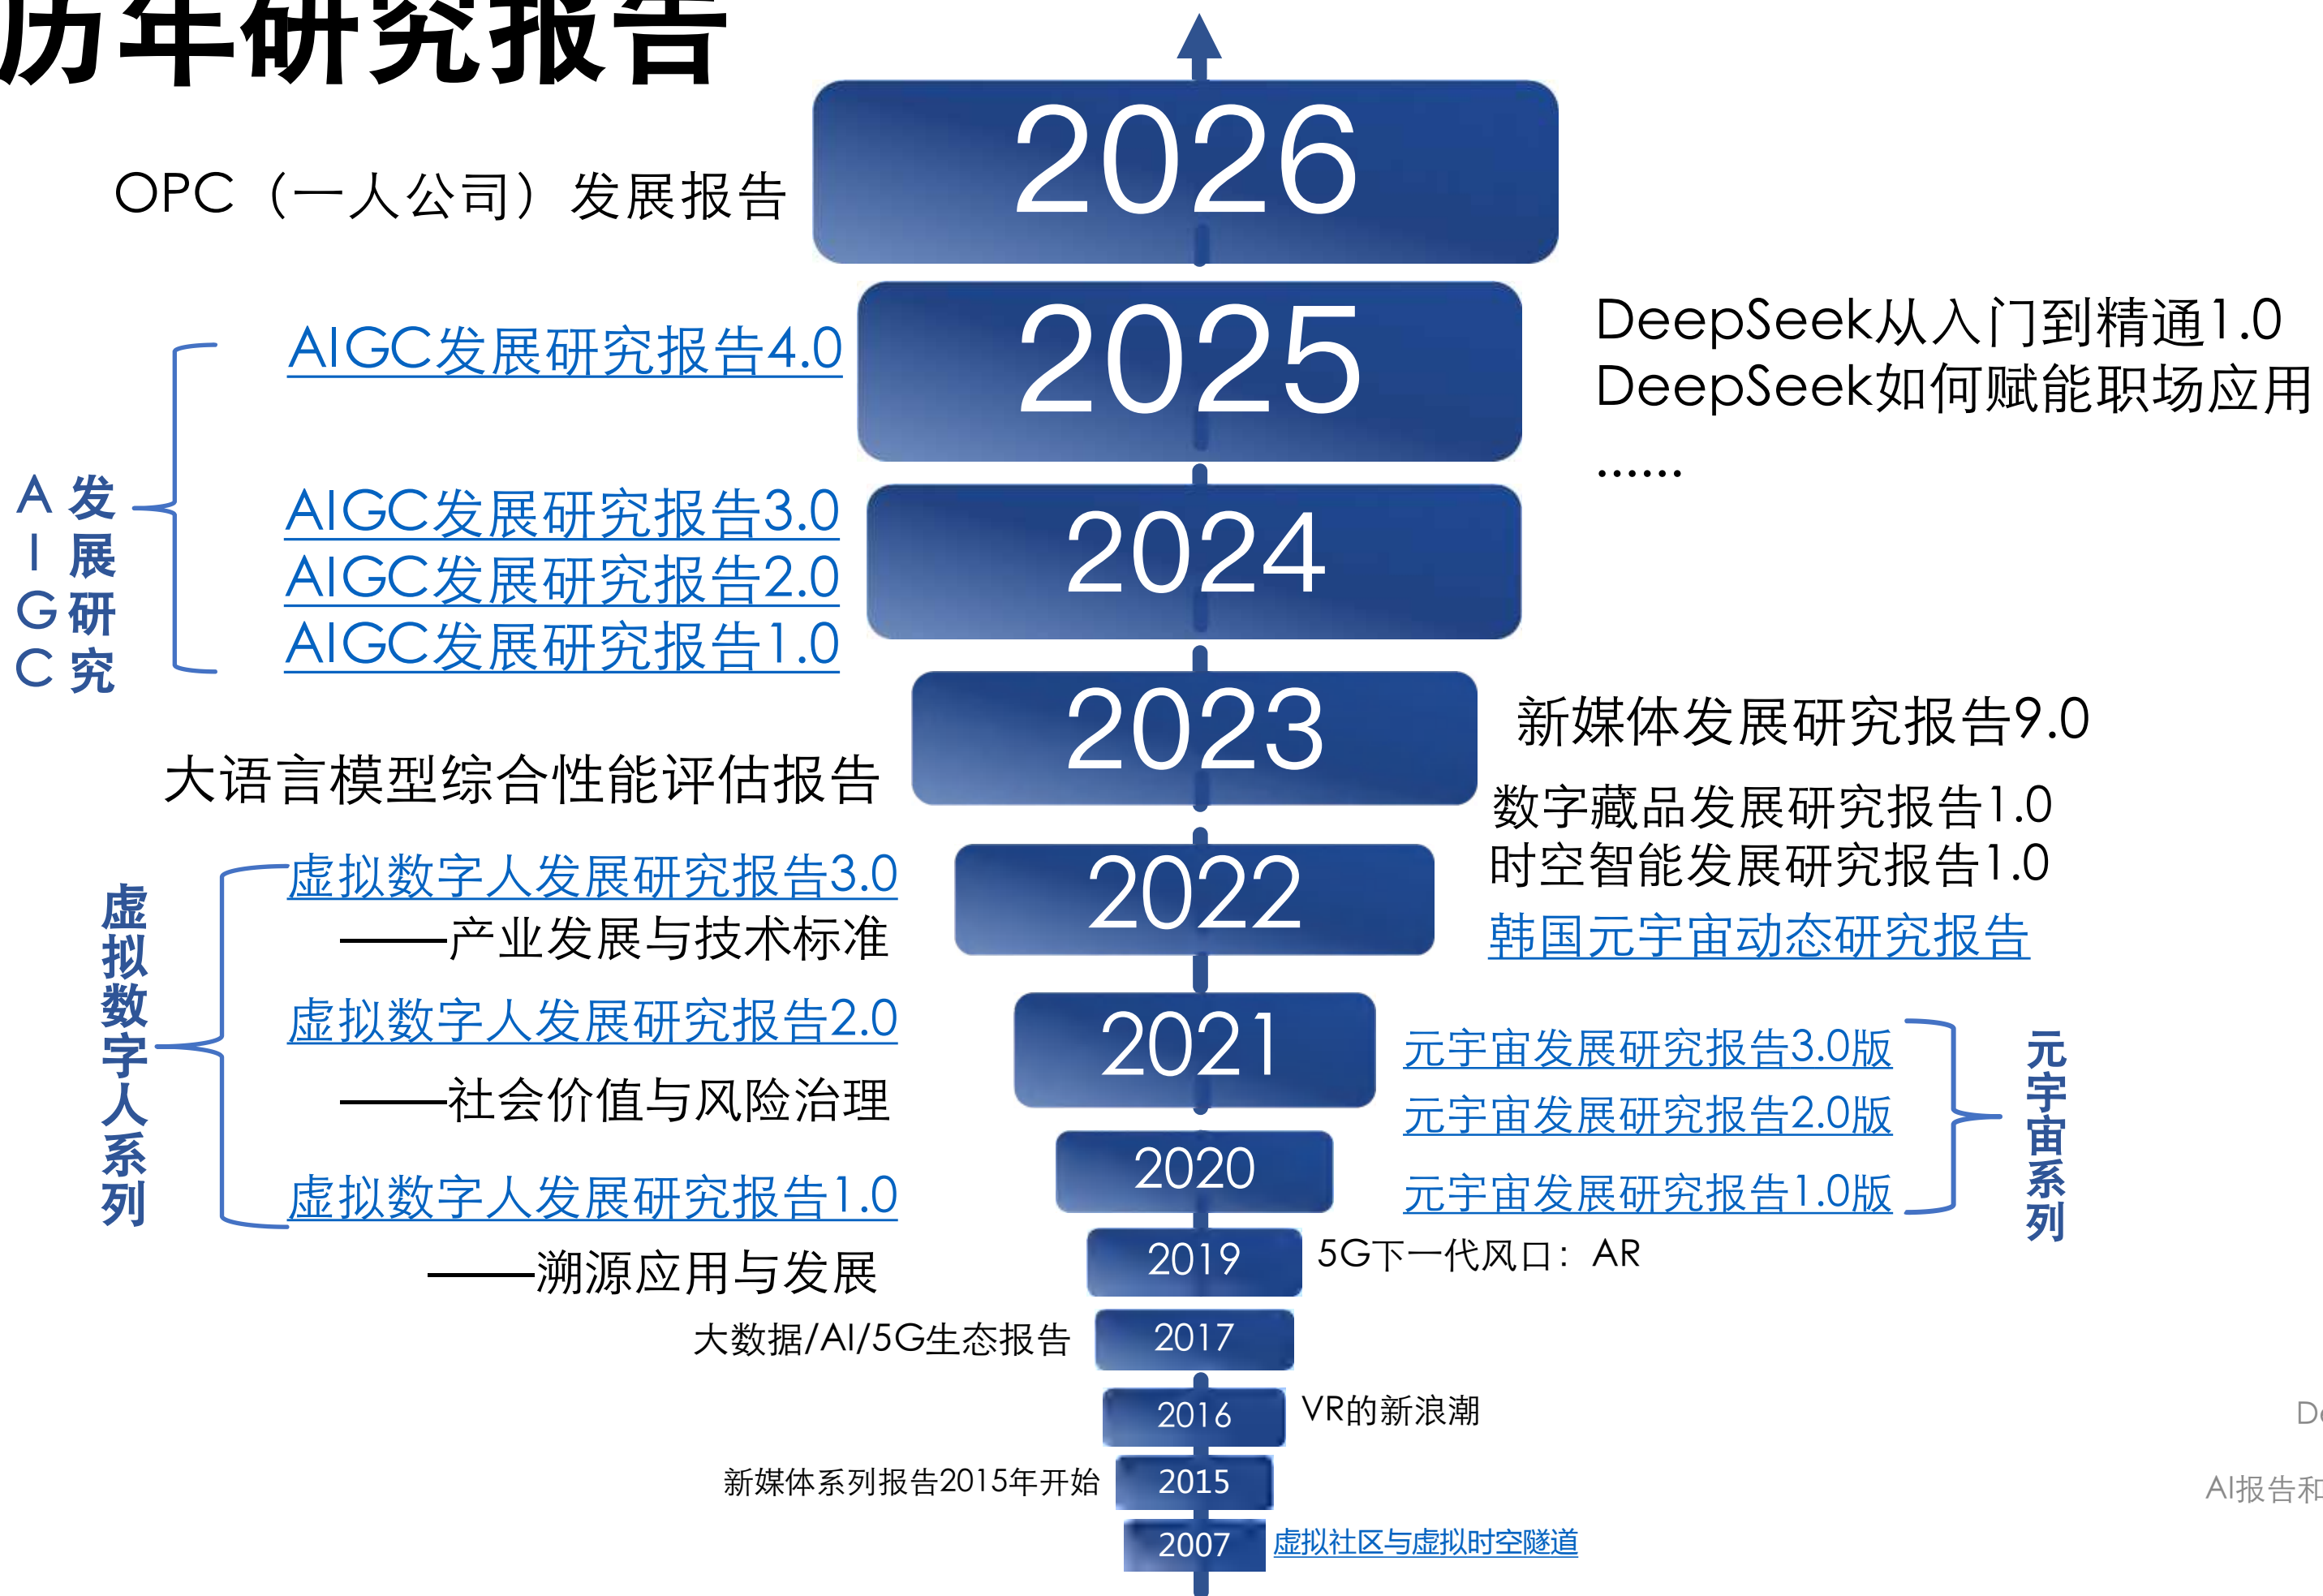 历年研究报告
2026
OPC（一人公司）发展报告
2025
AIGC发展研究报告4.0
DeepSeek从入门到精通1.0
DeepSeek如何赋能职场应用
……
AIGC
发展研究
2024
AIGC发展研究报告3.0
AIGC发展研究报告2.0
AIGC发展研究报告1.0
2023
新媒体发展研究报告9.0
大语言模型综合性能评估报告
数字藏品发展研究报告1.0
时空智能发展研究报告1.0
韩国元宇宙动态研究报告
2022
虚拟数字人系列
虚拟数字人发展研究报告3.0
——产业发展与技术标准
虚拟数字人发展研究报告2.0
——社会价值与风险治理
虚拟数字人发展研究报告1.0
——溯源应用与发展
2021
元宇宙发展研究报告3.0版
元宇宙发展研究报告2.0版
元宇宙发展研究报告1.0版
元宇宙系列
2020
2019
5G下一代风口：AR
大数据/AI/5G生态报告
2017
2016
VR的新浪潮
新媒体系列报告2015年开始
2015
2007
虚拟社区与虚拟时空隧道
AI报告和